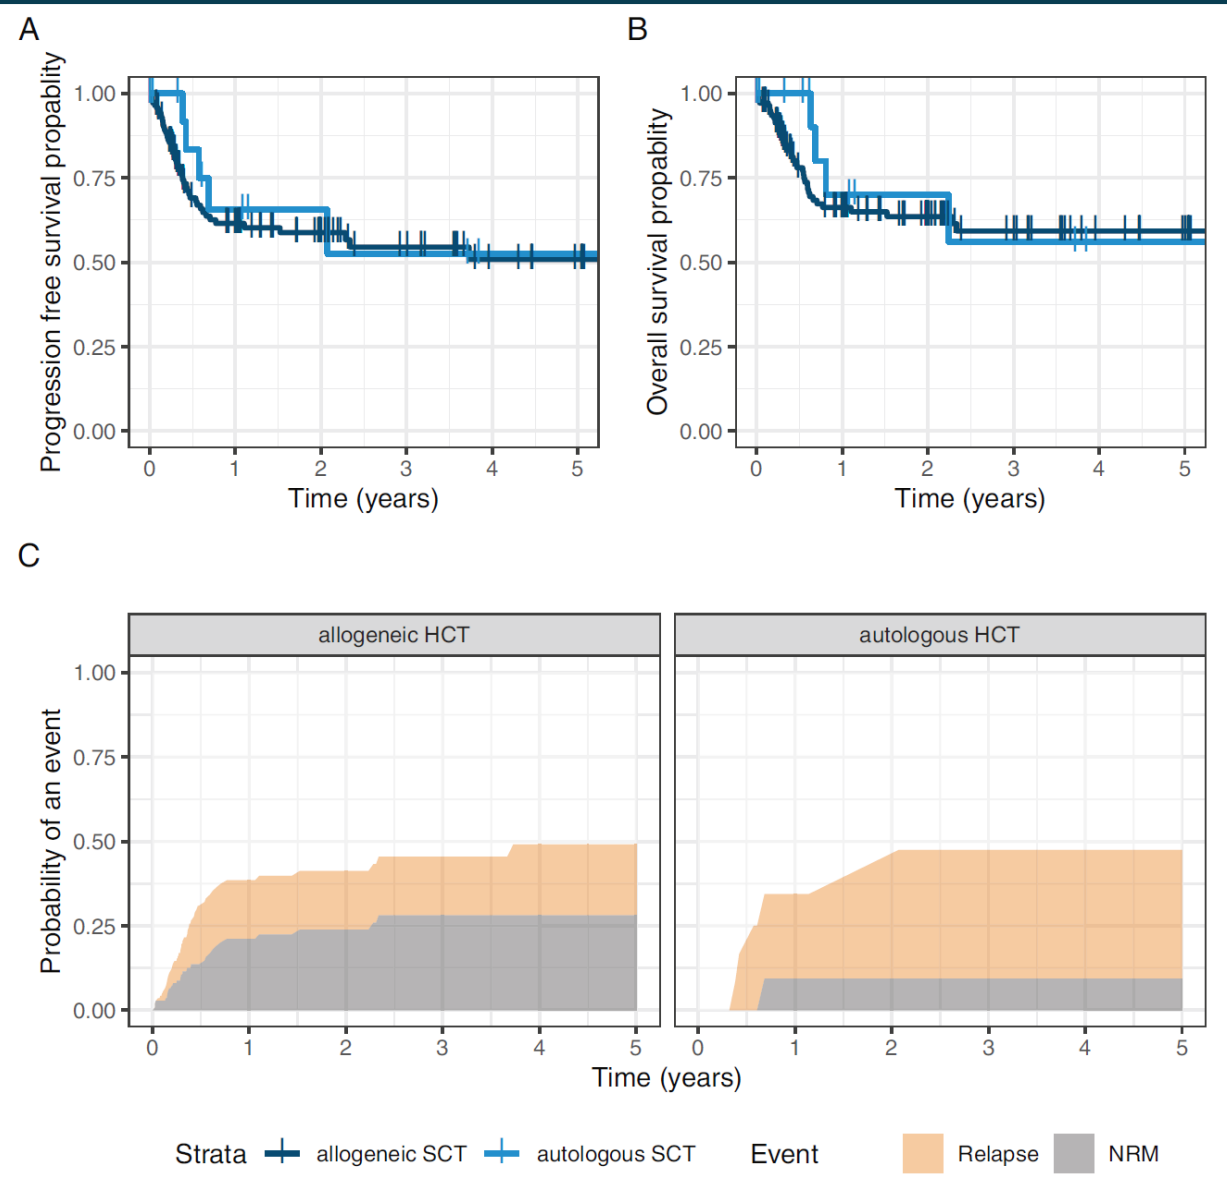 A
B
Progression free survival propablity
1.00
0.75
0.50
0.25
0.00
0 1 2 3 4 5
Time (years)
Overall survival propablity
1.00
0.75
0.50
0.25
0.00
0 1 2 3 4 5
Time (years)
C
allogeneic HCT
autologous HCT
Probability of an event
1.00
0.75
0.50
0.25
0.00
0 1 2 3 4 5
0 1 2 3 4 5
Time (years)
Strata allogeneic SCT autologous SCT Event Relapse NRM